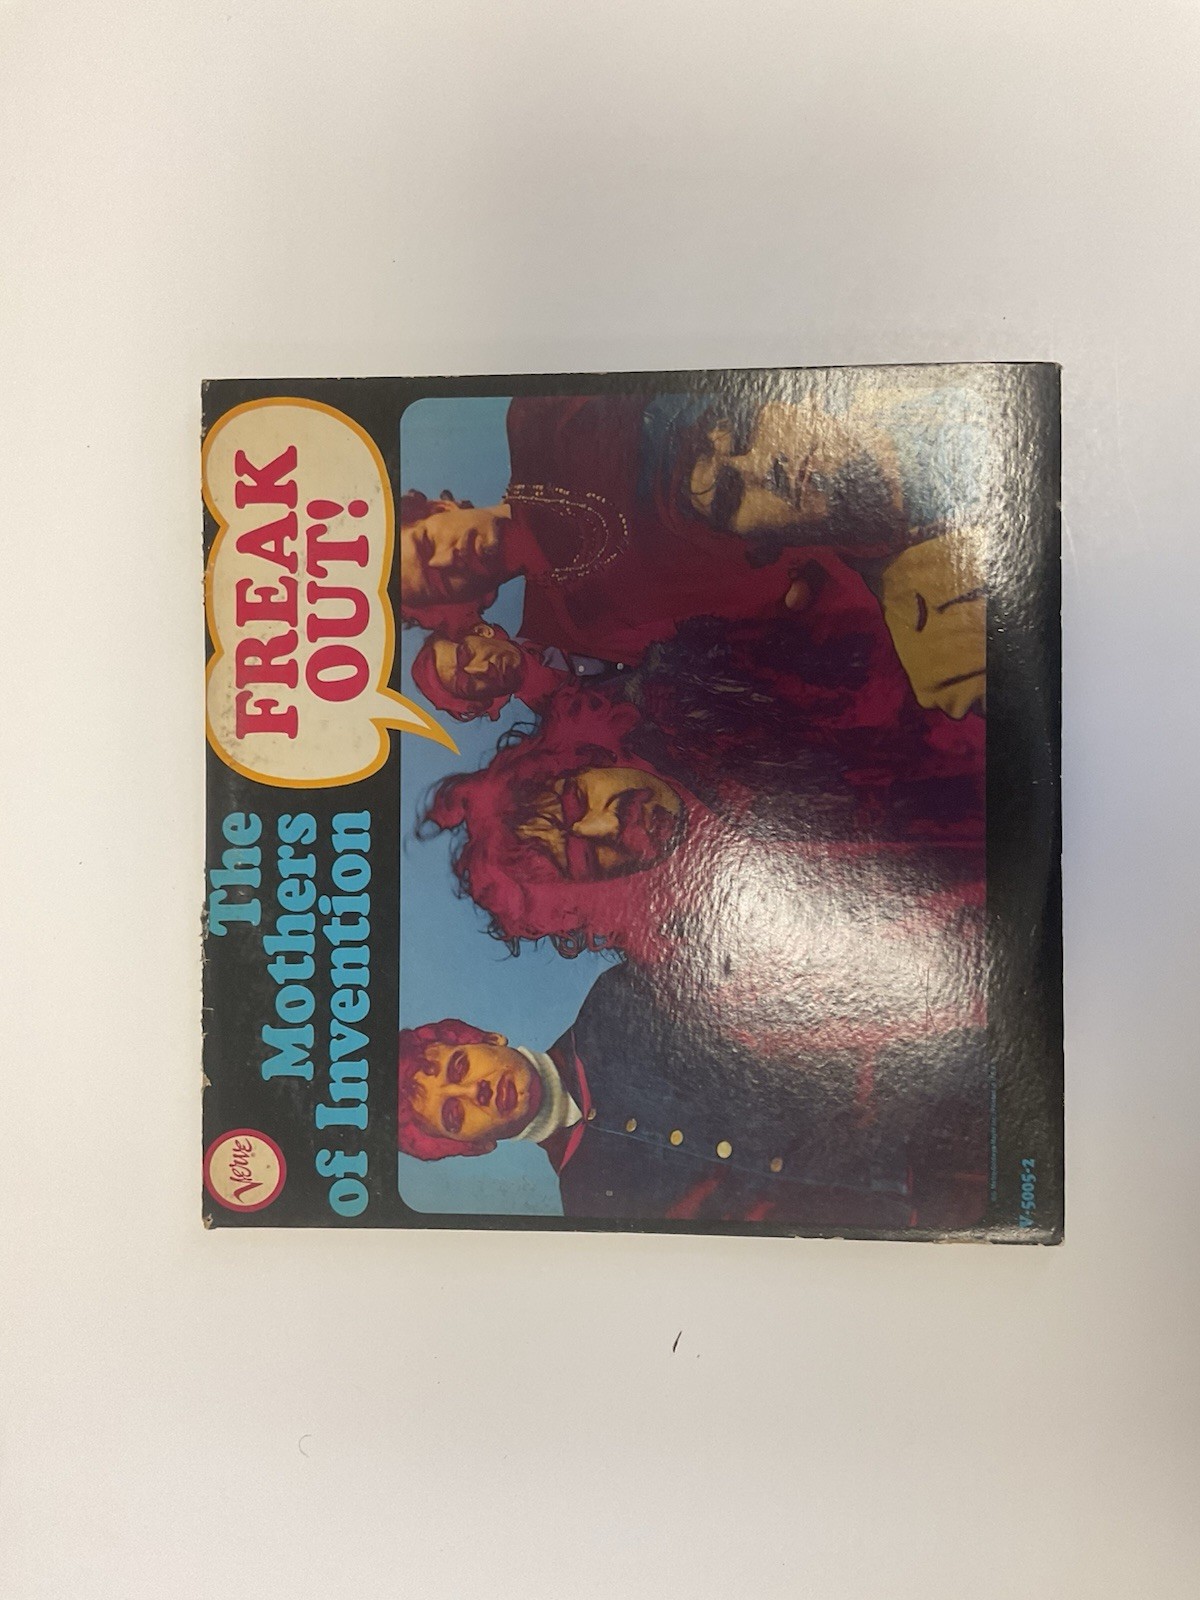 Verve
The
Mothers
of Invention
FREAK
OUT!
V-5005-2